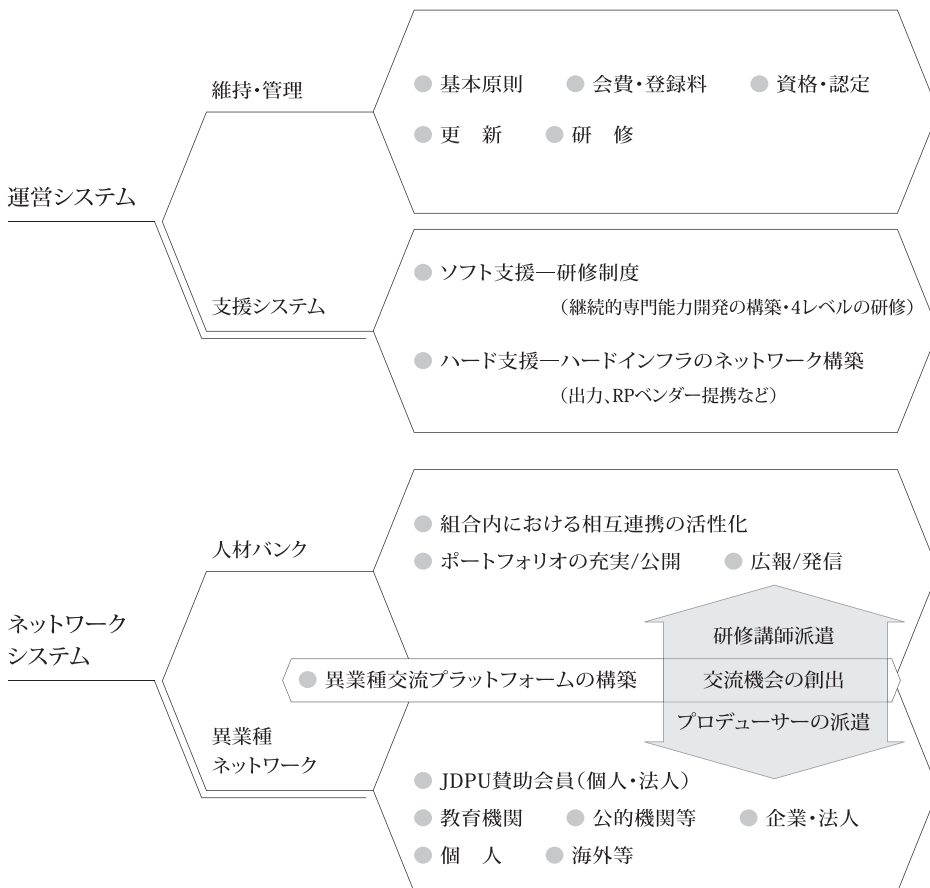 運営システム
維持・管理
● 基本原則 ● 会費・登録料 ● 資格・認定
● 更　新 ● 研　修
支援システム
● ソフト支援―研修制度
（継続的専門能力開発の構築・4レベルの研修）
● ハード支援―ハードインフラのネットワーク構築
（出力、RPベンダー提携など）
ネットワーク
システム
人材バンク
● 組合内における相互連携の活性化
● ポートフォリオの充実/公開 ● 広報/発信
研修講師派遣
● 異業種交流プラットフォームの構築 交流機会の創出
プロデューサーの派遣
異業種
ネットワーク
● JDPU賛助会員（個人・法人）
● 教育機関 ● 公的機関等 ● 企業・法人
● 個　人 ● 海外等